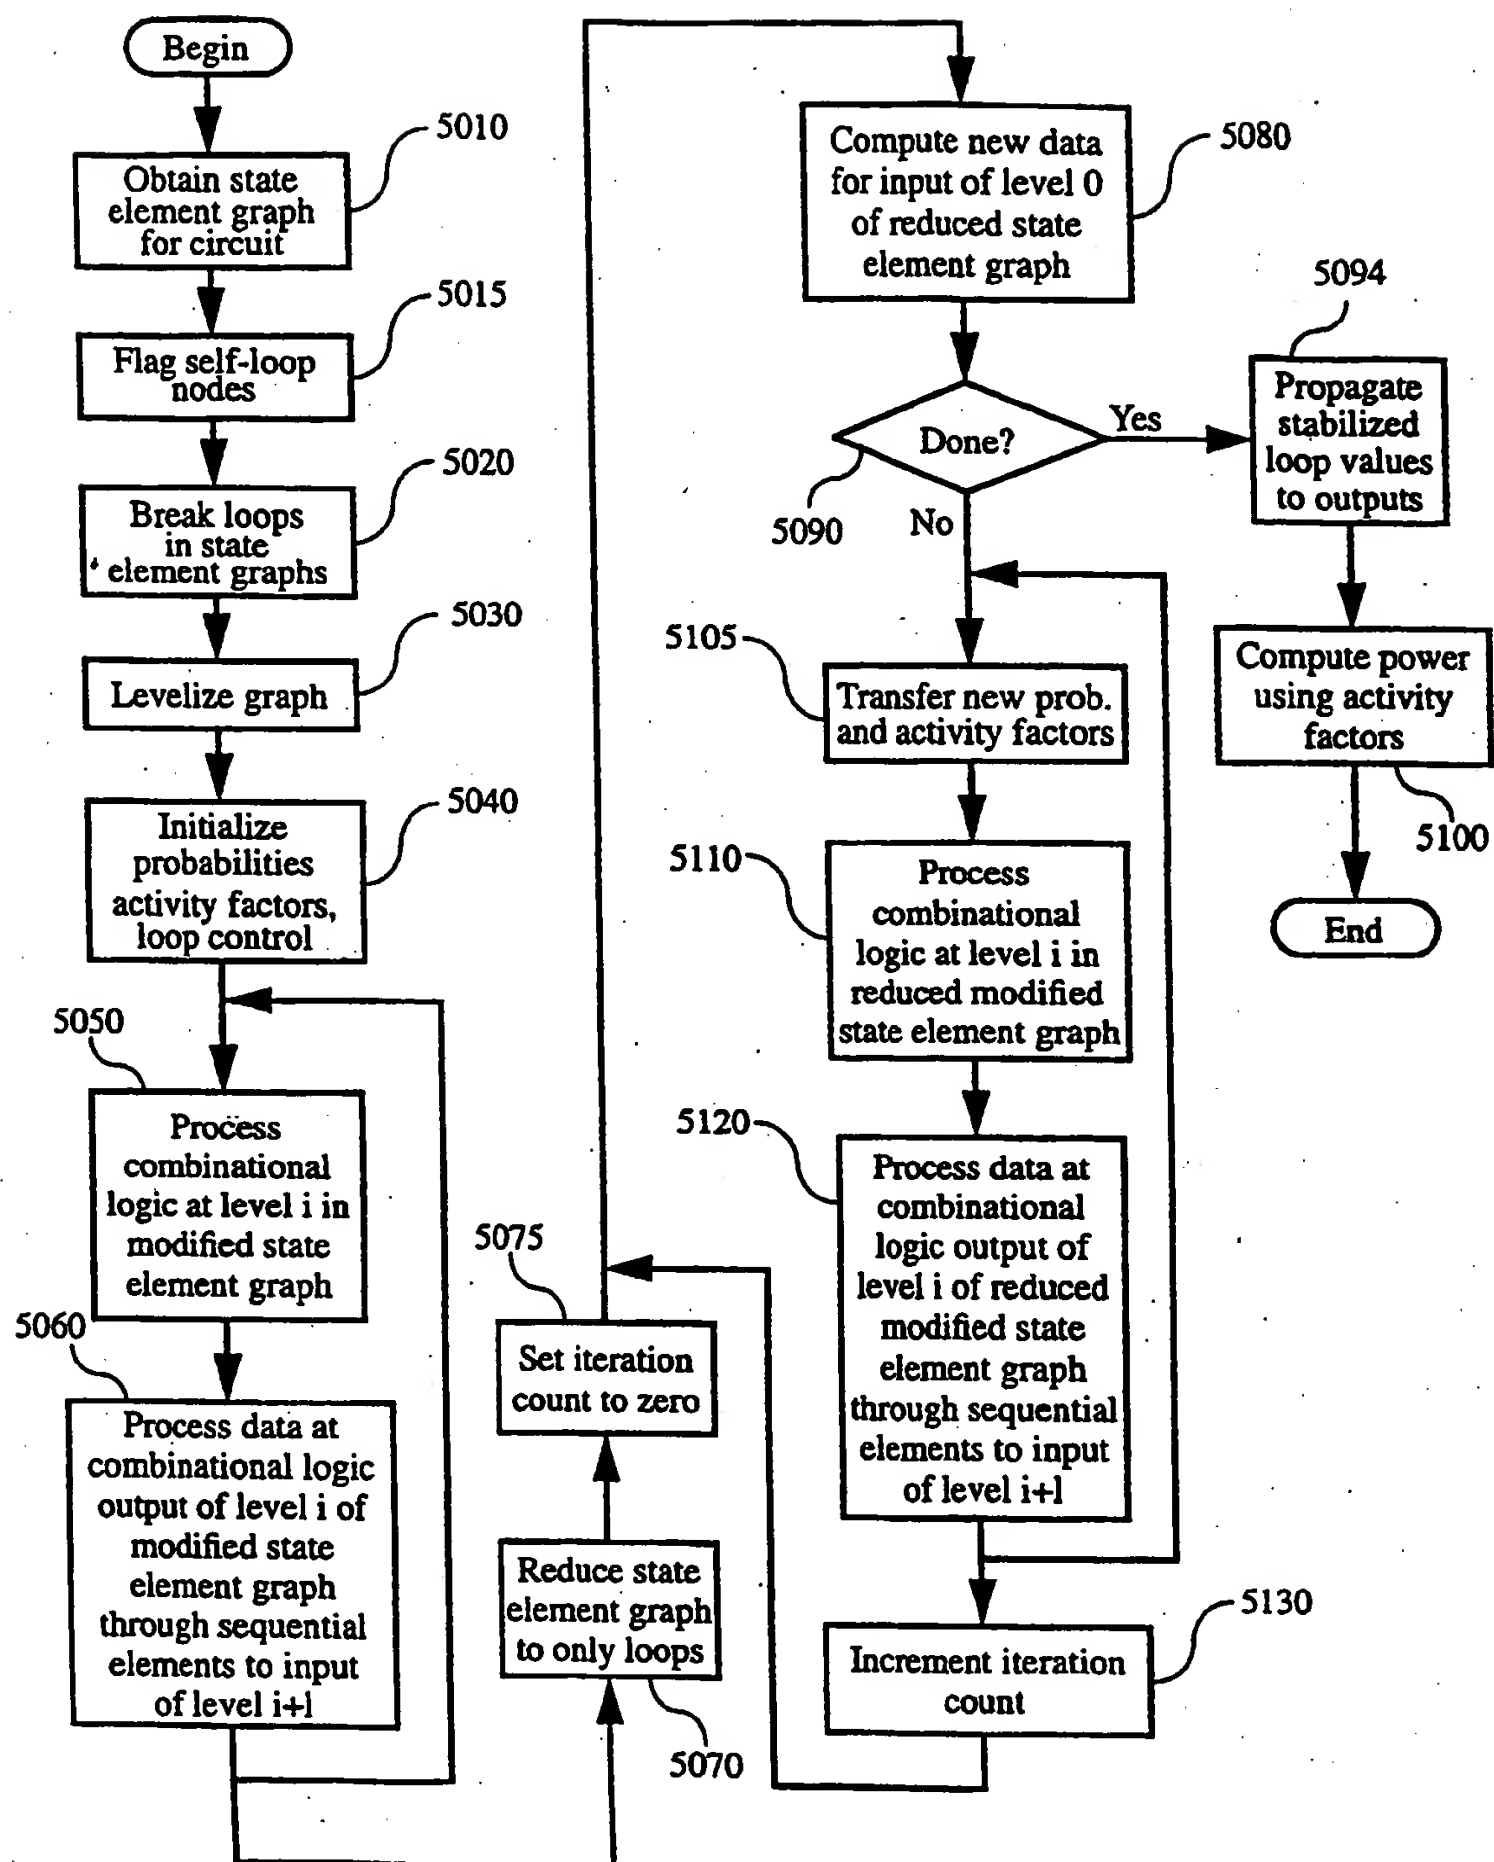 Begin
5010
Obtain state
element graph
for circuit
5015
Flag self-loop
nodes
5020
Break loops
in state
element graphs
5030
Levelize graph
5040
Initialize
probabilities
activity factors,
loop control
5050
Process
combinational
logic at level i in
modified state
element graph
5060
Process data at
combinational logic
output of level i of
modified state
element graph
through sequential
elements to input
of level i+l
5070
Reduce state
element graph
to only loops
5075
Set iteration
count to zero
5080
Compute new data
for input of level 0
of reduced state
element graph
5090
Done?
Yes
No
5094
Propagate
stabilized
loop values
to outputs
5100
Compute power
using activity
factors
End
5105
Transfer new prob.
and activity factors
5110
Process
combinational
logic at level i in
reduced modified
state element graph
5120
Process data at
combinational
logic output of
level i of reduced
modified state
element graph
through sequential
elements to input
of level i+l
5130
Increment iteration
count